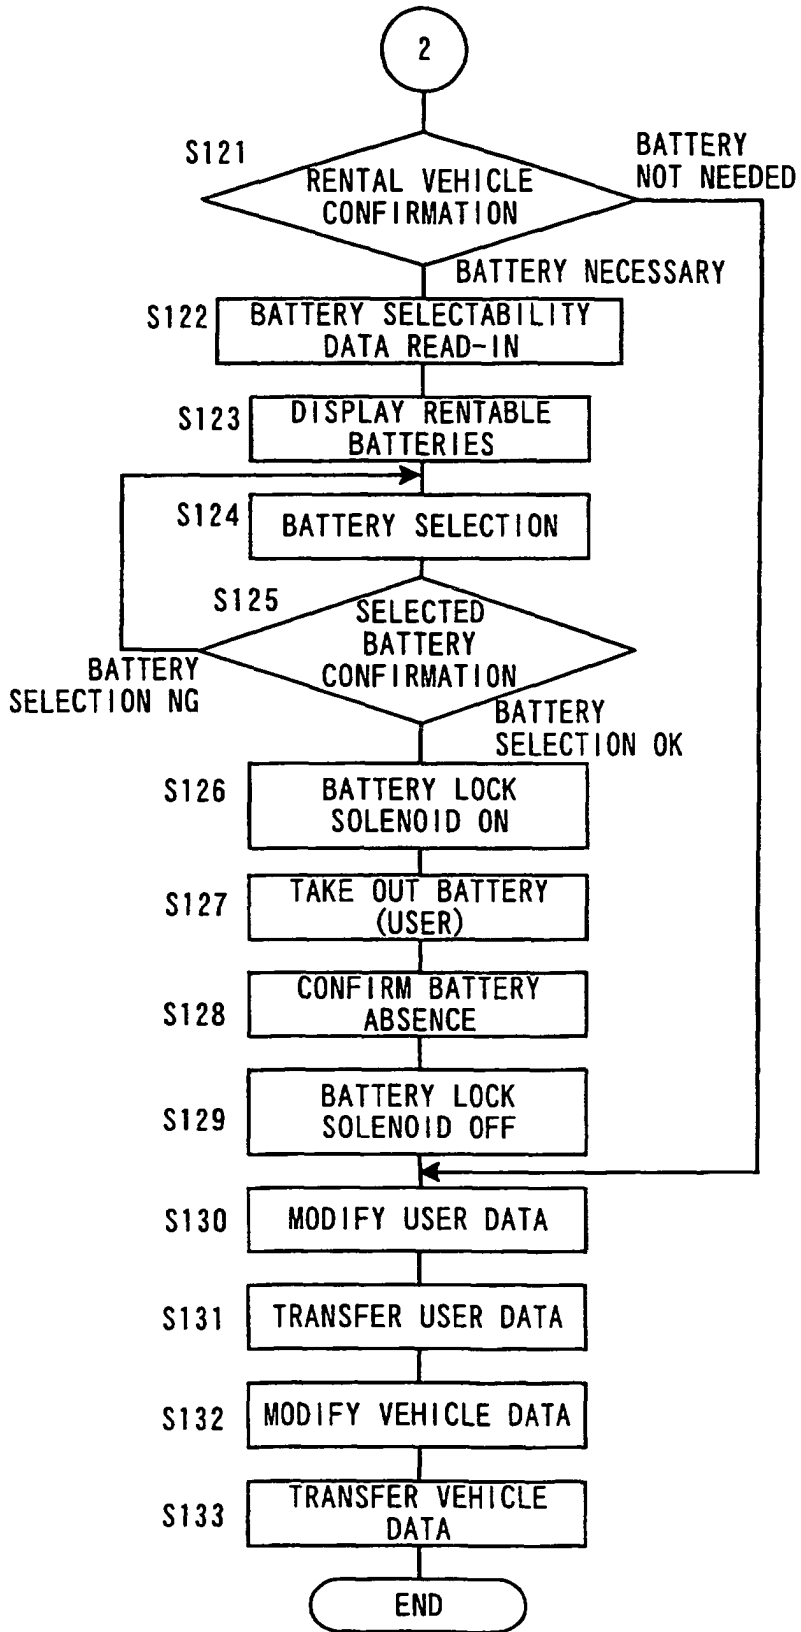 2
S121
RENTAL VEHICLE
CONFIRMATION
BATTERY
NOT NEEDED
BATTERY NECESSARY
S122
BATTERY SELECTABILITY
DATA READ-IN
S123
DISPLAY RENTABLE
BATTERIES
S124
BATTERY SELECTION
S125
SELECTED
BATTERY
CONFIRMATION
BATTERY
SELECTION NG
BATTERY
SELECTION OK
S126
BATTERY LOCK
SOLENOID ON
S127
TAKE OUT BATTERY
(USER)
S128
CONFIRM BATTERY
ABSENCE
S129
BATTERY LOCK
SOLENOID OFF
S130
MODIFY USER DATA
S131
TRANSFER USER DATA
S132
MODIFY VEHICLE DATA
S133
TRANSFER VEHICLE
DATA
END